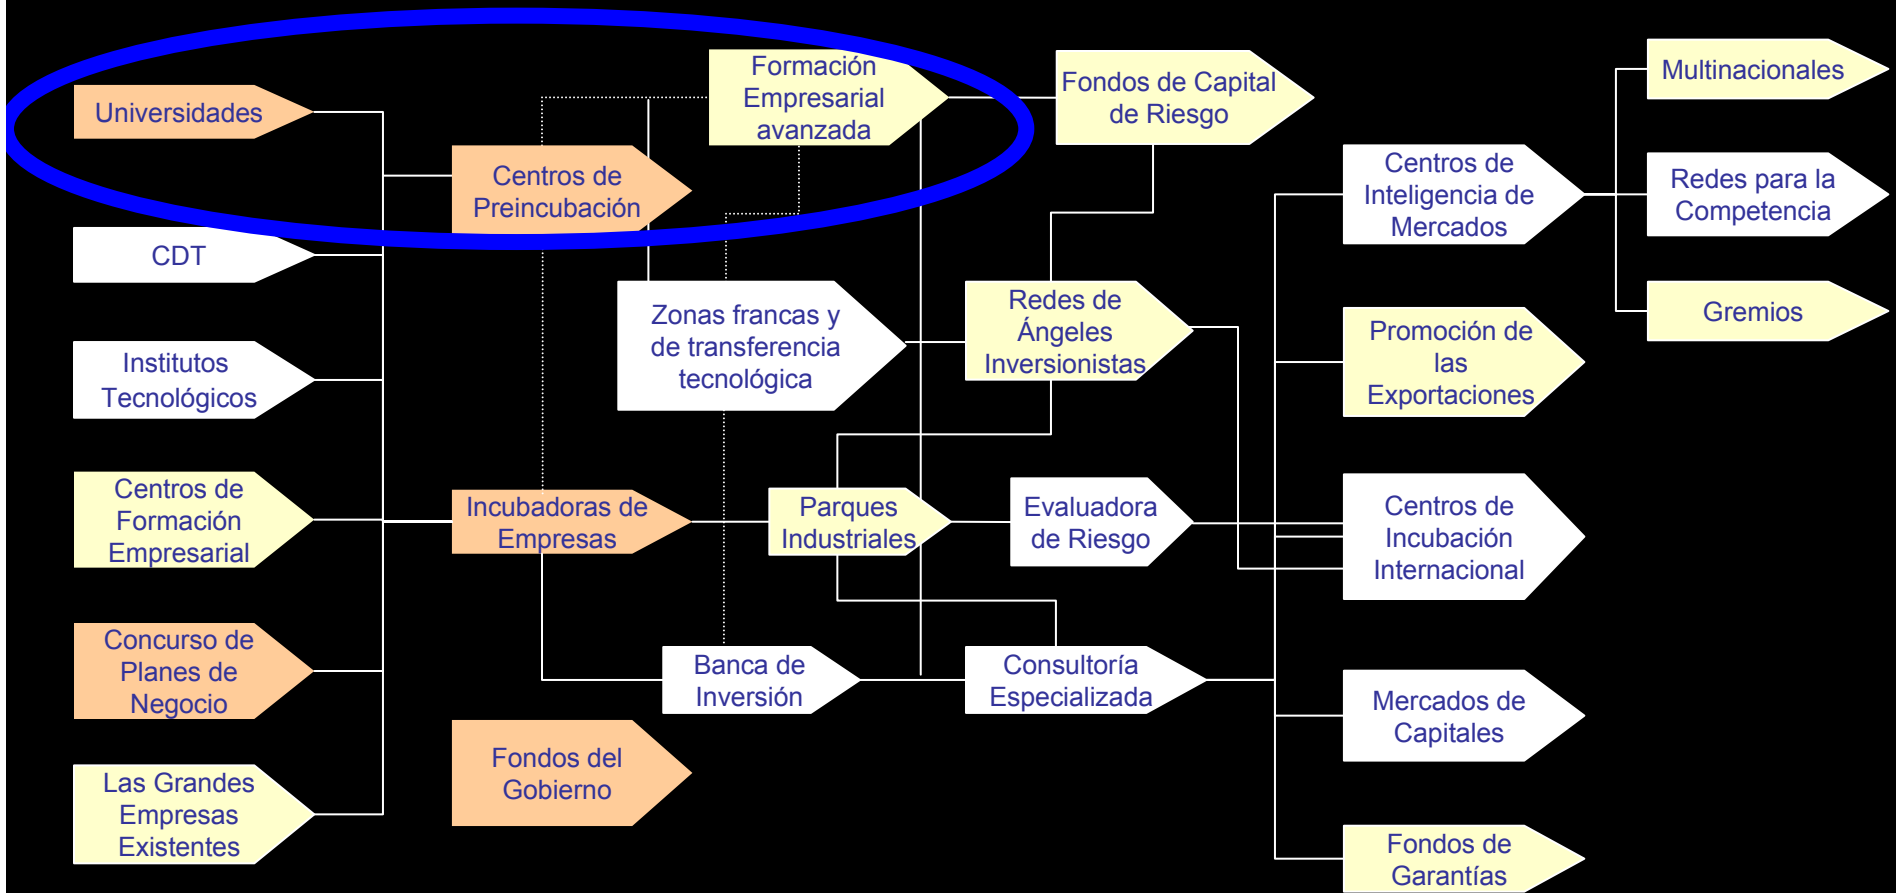 Universidades
CDT
Institutos
Tecnológicos
Centros de
Formación
Empresarial
Concurso de
Planes de
Negocio
Las Grandes
Empresas
Existentes
Centros de
Preincubación
Incubadoras de
Empresas
Fondos del
Gobierno
Formación
Empresarial
avanzada
Zonas francas y
de transferencia
tecnológica
Banca de
Inversión
Parques
Industriales
Fondos de Capital
de Riesgo
Redes de
Ángeles
Inversionistas
Evaluadora
de Riesgo
Consultoría
Especializada
Centros de
Inteligencia de
Mercados
Promoción de
las
Exportaciones
Centros de
Incubación
Internacional
Mercados de
Capitales
Fondos de
Garantías
Multinacionales
Redes para la
Competencia
Gremios